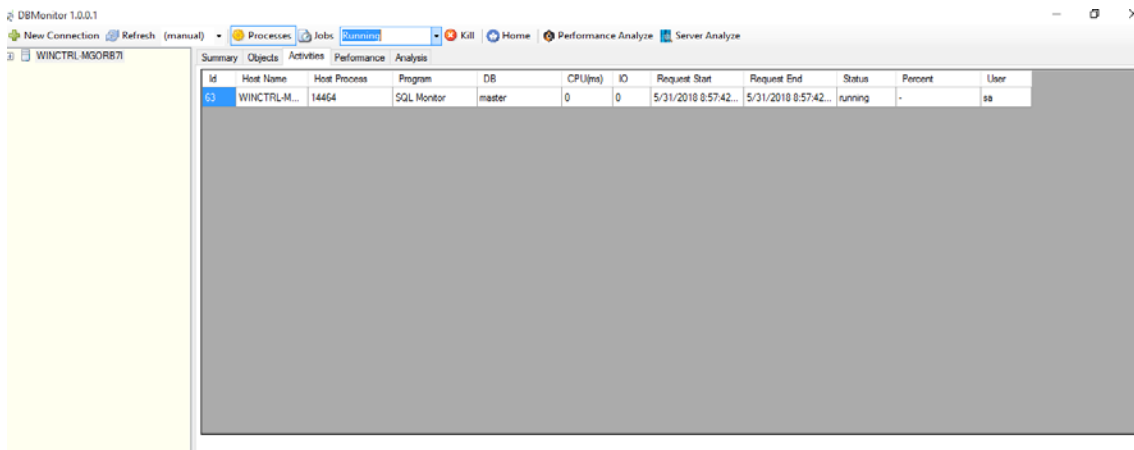 DBMonitor 1.0.0.1
New Connection Refresh (manual) Processes Jobs Running Kill Home Performance Analyze Server Analyze
WINCTRL-MGORB7I
Summary Objects Activities Performance Analysis
Id Host Name Host Process Program DB CPU(ms) IO Request Start Request End Status Percent User
63 WINCTRL-M... 14464 SQL Monitor master 0 0 5/31/2018 8:57:42... 5/31/2018 8:57:42... running - sa